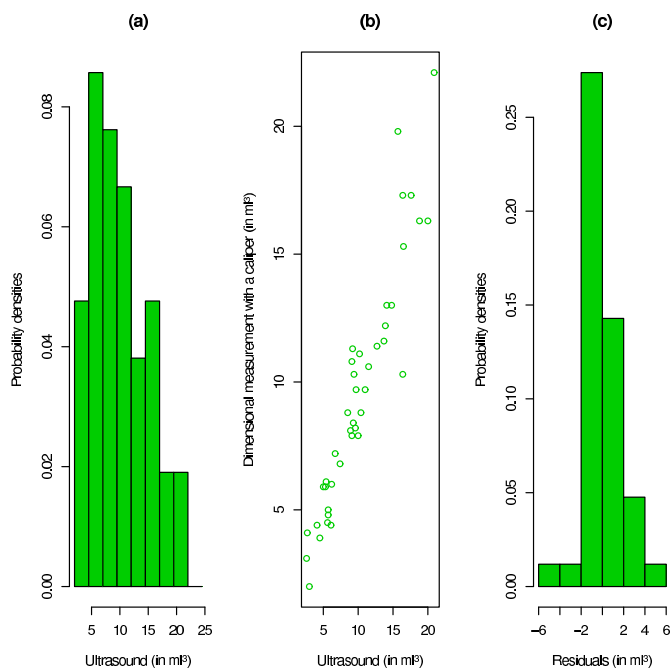 (a)
Probability densities
0.00
0.02
0.04
0.06
0.08
5 10 15 20 25
Ultrasound (in ml³)
(b)
Dimensional measurement with a caliper (in ml³)
5
10
15
20
5 10 15 20
Ultrasound (in ml³)
(c)
Probability densities
0.00
0.05
0.10
0.15
0.20
0.25
−6 −2 2 4 6
Residuals (in ml³)